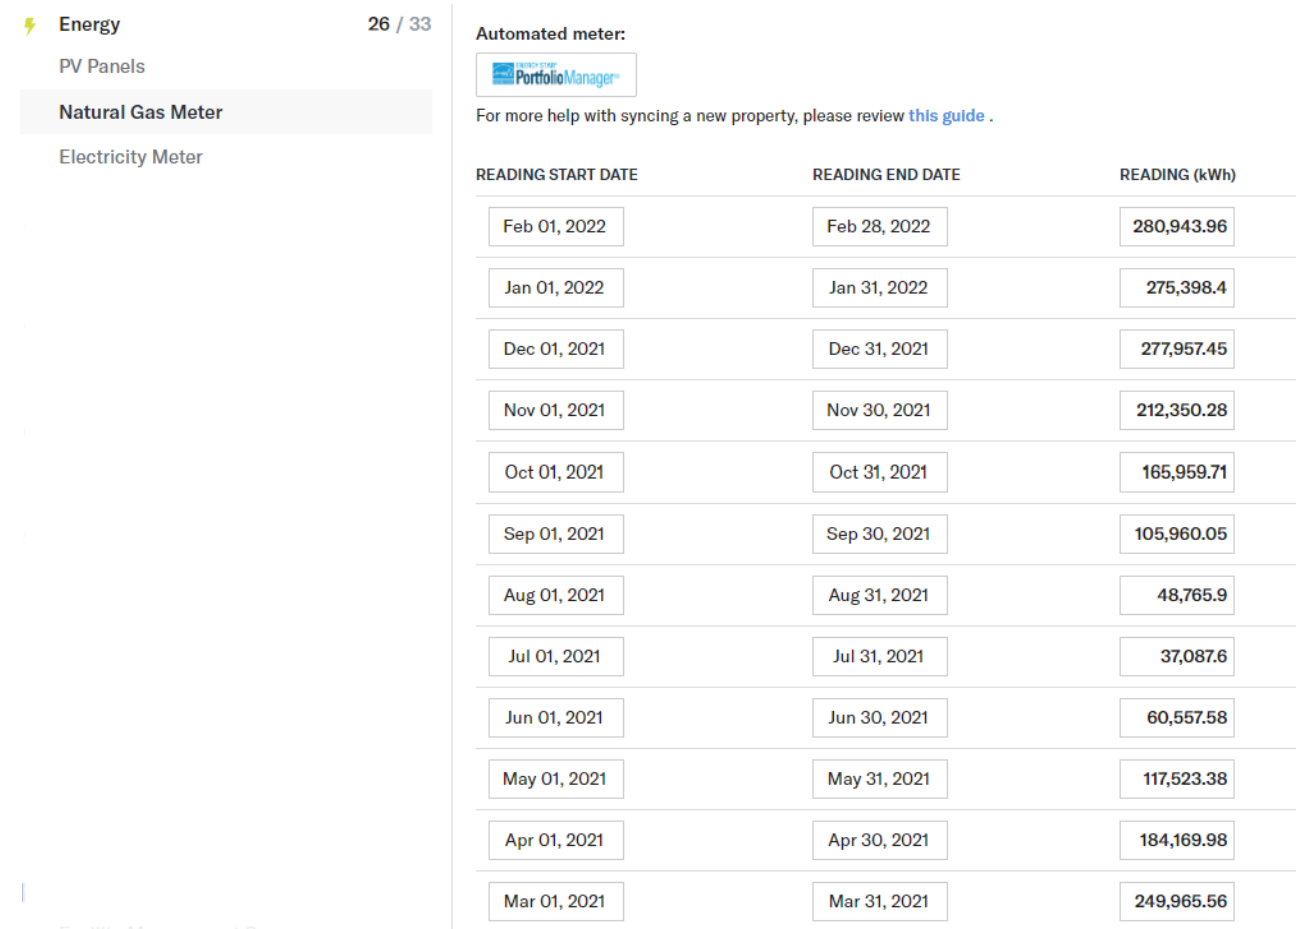 Energy 26 / 33
PV Panels
Natural Gas Meter
Electricity Meter
Automated meter:
ENERGY STAR
PortfolioManager
For more help with syncing a new property, please review this guide .
READING START DATE READING END DATE READING (kWh)
Feb 01, 2022 Feb 28, 2022 280,943.96
Jan 01, 2022 Jan 31, 2022 275,398.4
Dec 01, 2021 Dec 31, 2021 277,957.45
Nov 01, 2021 Nov 30, 2021 212,350.28
Oct 01, 2021 Oct 31, 2021 165,959.71
Sep 01, 2021 Sep 30, 2021 105,960.05
Aug 01, 2021 Aug 31, 2021 48,765.9
Jul 01, 2021 Jul 31, 2021 37,087.6
Jun 01, 2021 Jun 30, 2021 60,557.58
May 01, 2021 May 31, 2021 117,523.38
Apr 01, 2021 Apr 30, 2021 184,169.98
Mar 01, 2021 Mar 31, 2021 249,965.56